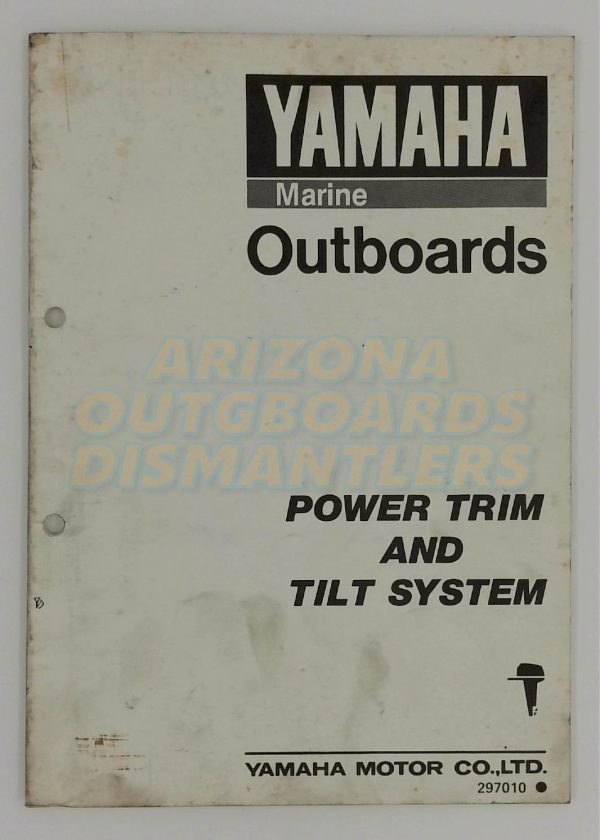 YAMAHA
Marine
Outboards
ARIZONA
OUTGBOARDS
DISMANTLERS
POWER TRIM
AND
TILT SYSTEM
YAMAHA MOTOR CO.,LTD.
297010 ●